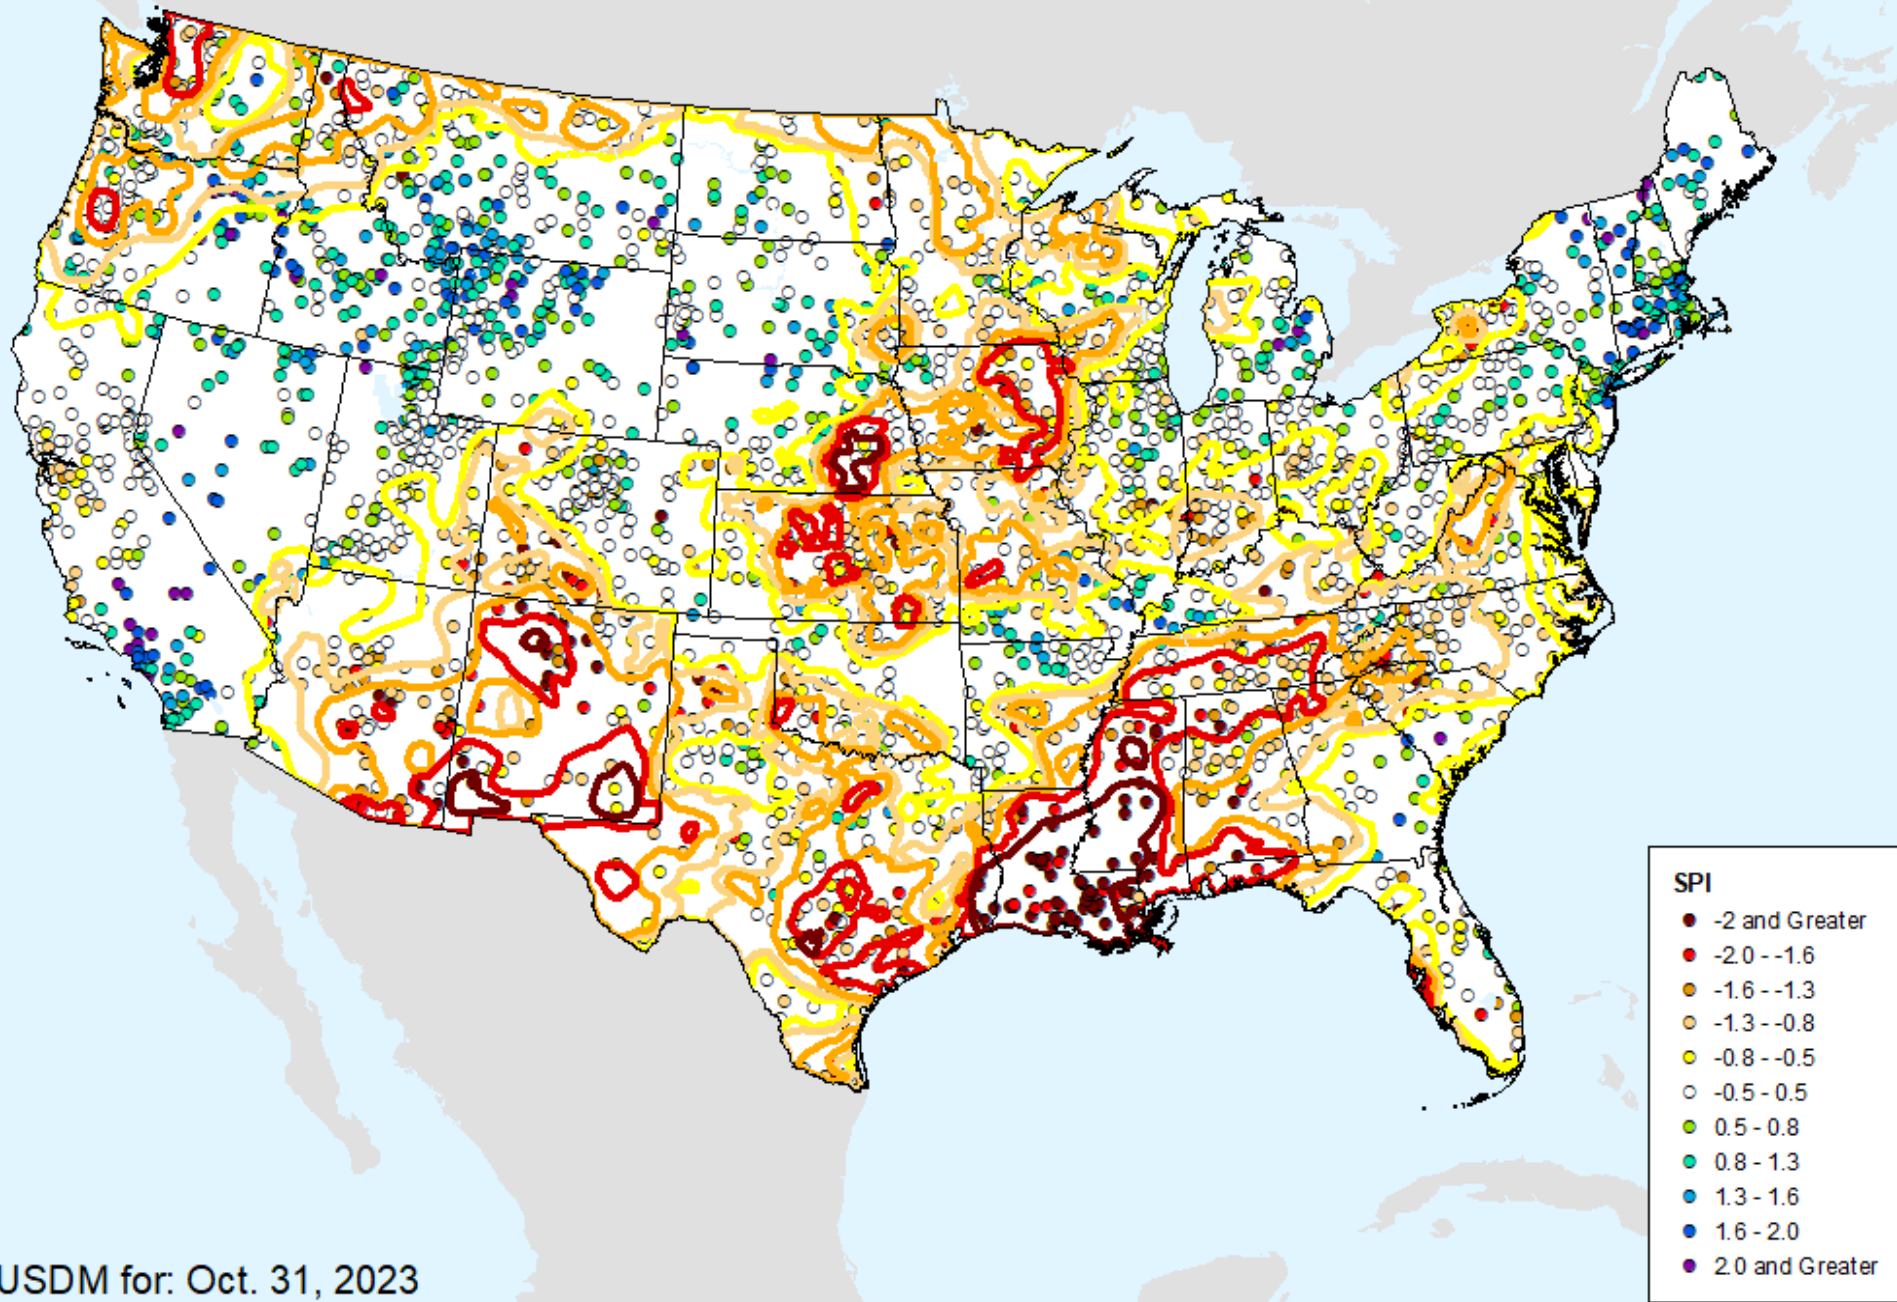 SPI
-2 and Greater
-2.0 - -1.6
-1.6 - -1.3
-1.3 - -0.8
-0.8 - -0.5
-0.5 - 0.5
0.5 - 0.8
0.8 - 1.3
1.3 - 1.6
1.6 - 2.0
2.0 and Greater
USDM for: Oct. 31, 2023